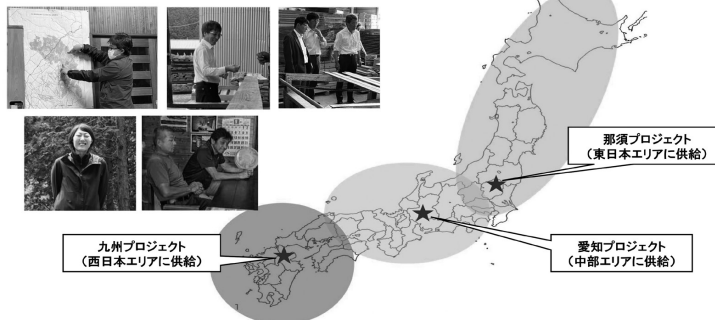 那須プロジェクト
（東日本エリアに供給）
九州プロジェクト
（西日本エリアに供給）
愛知プロジェクト
（中部エリアに供給）